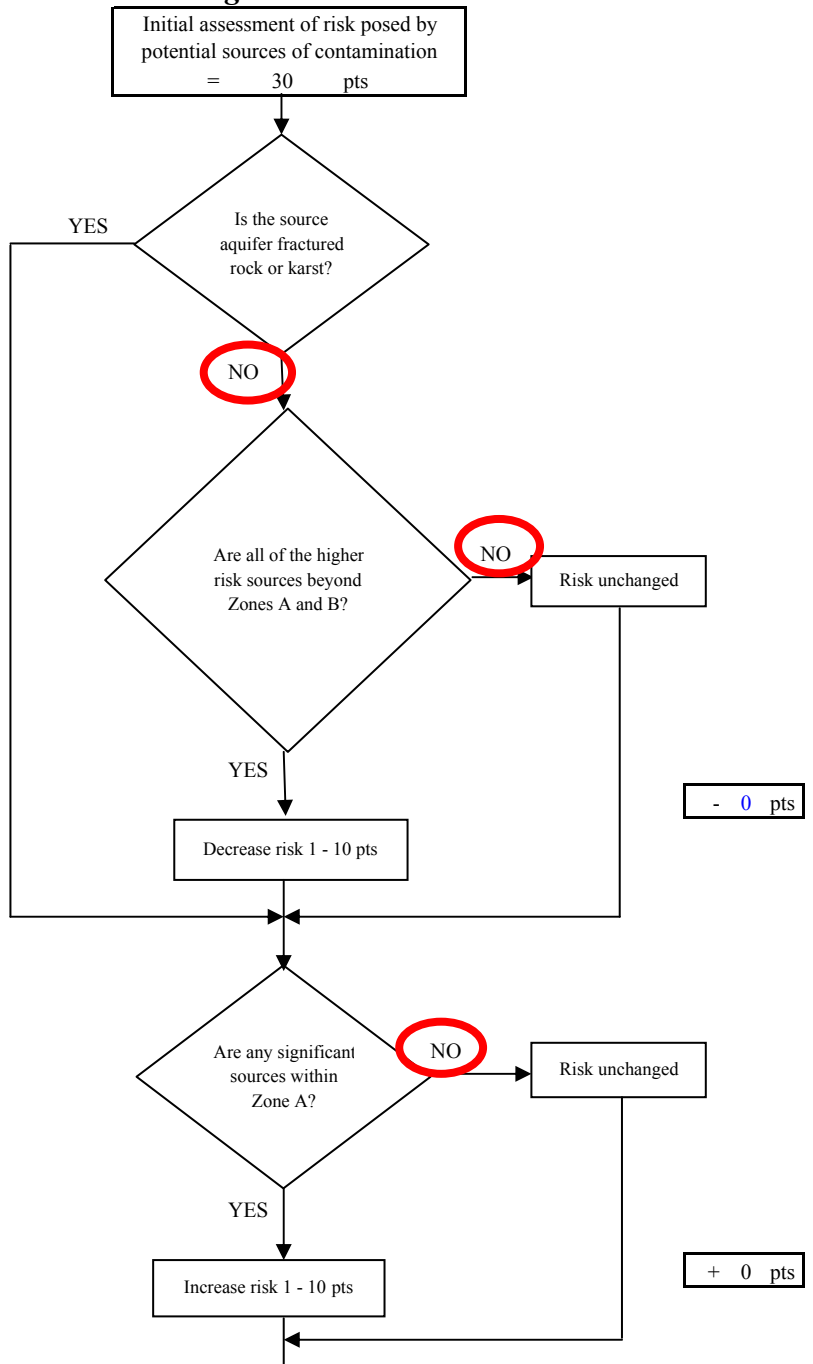 Initial assessment of risk posed by
potential sources of contamination
= 30 pts
YES
Is the source
aquifer fractured
rock or karst?
NO
Are all of the higher
risk sources beyond
Zones A and B?
NO
Risk unchanged
YES
- 0 pts
Decrease risk 1 - 10 pts
Are any significant
sources within
Zone A?
NO
Risk unchanged
YES
+ 0 pts
Increase risk 1 - 10 pts